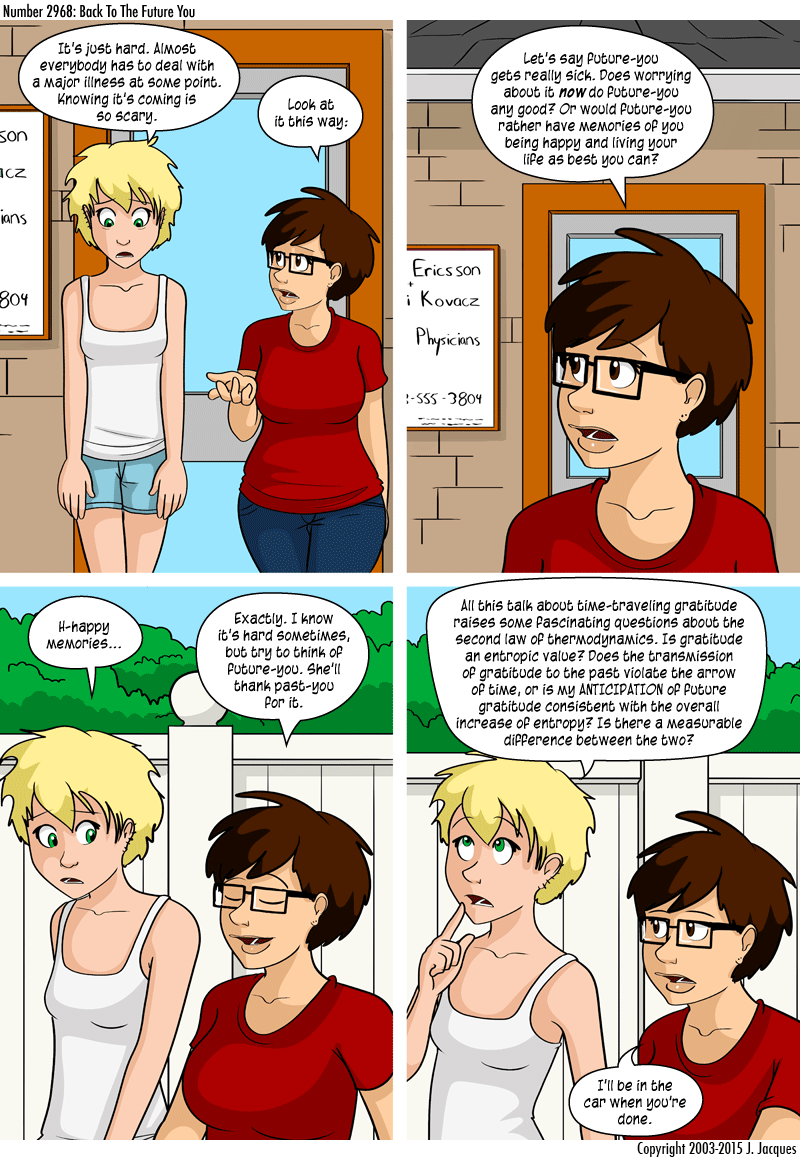 Number 2968: Back To The Future You
It's just hard. Almost
everybody has to deal with
a major illness at some point.
Knowing it's coming is
so scary.
Look at
it this way:
sson
acz
ians
3804
Let's say future-you
gets really sick. Does worrying
about it now do future-you
any good? Or would future-you
rather have memories of you
being happy and living your
life as best you can?
Ericsson
+
i Kovacz
Physicians
-555-3804
H-happy
memories...
Exactly. I know
it's hard sometimes,
but try to think of
future-you. She'll
thank past-you
for it.
All this talk about time-traveling gratitude
raises some fascinating questions about the
second law of thermodynamics. Is gratitude
an entropic value? Does the transmission
of gratitude to the past violate the arrow
of time, or is my ANTICIPATION of future
gratitude consistent with the overall
increase of entropy? Is there a measurable
difference between the two?
I'll be in the
car when you're
done.
Copyright 2003-2015 J. Jacques